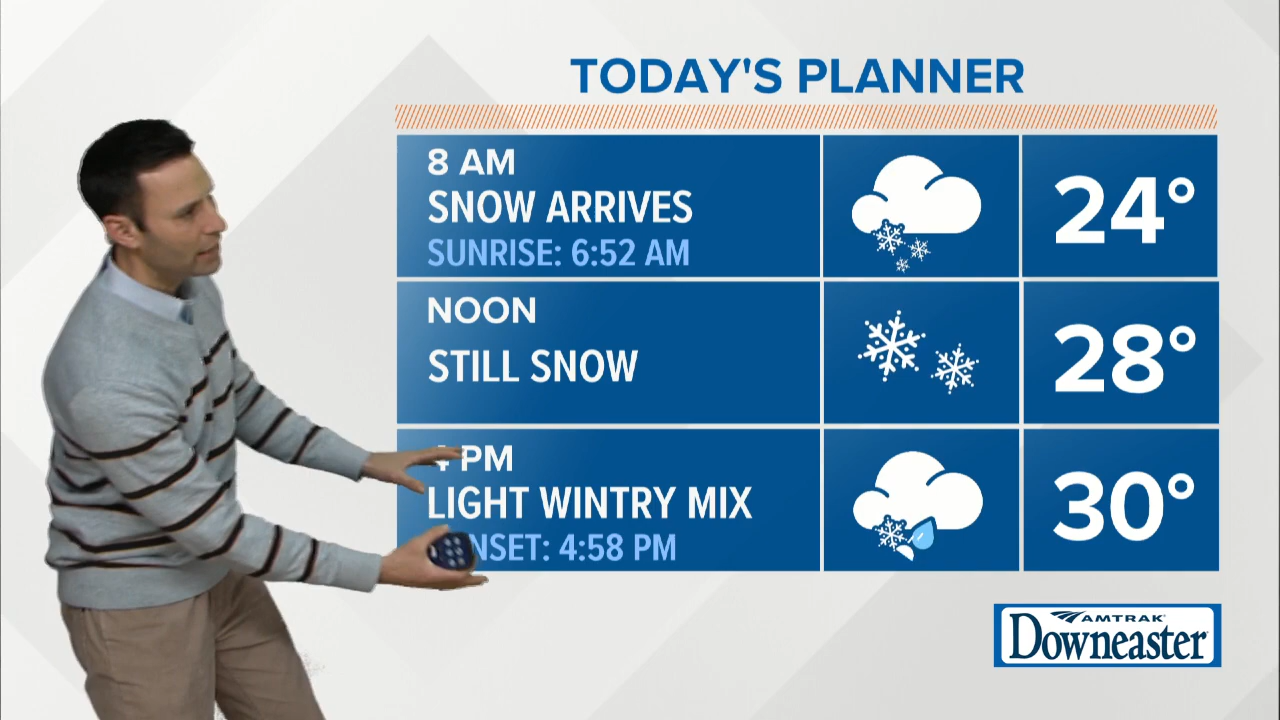 TODAY'S PLANNER
8 AM
SNOW ARRIVES
SUNRISE: 6:52 AM
24°
NOON
STILL SNOW
28°
PM
LIGHT WINTRY MIX
4:58 PM
30°
AMTRAK
Downeaster